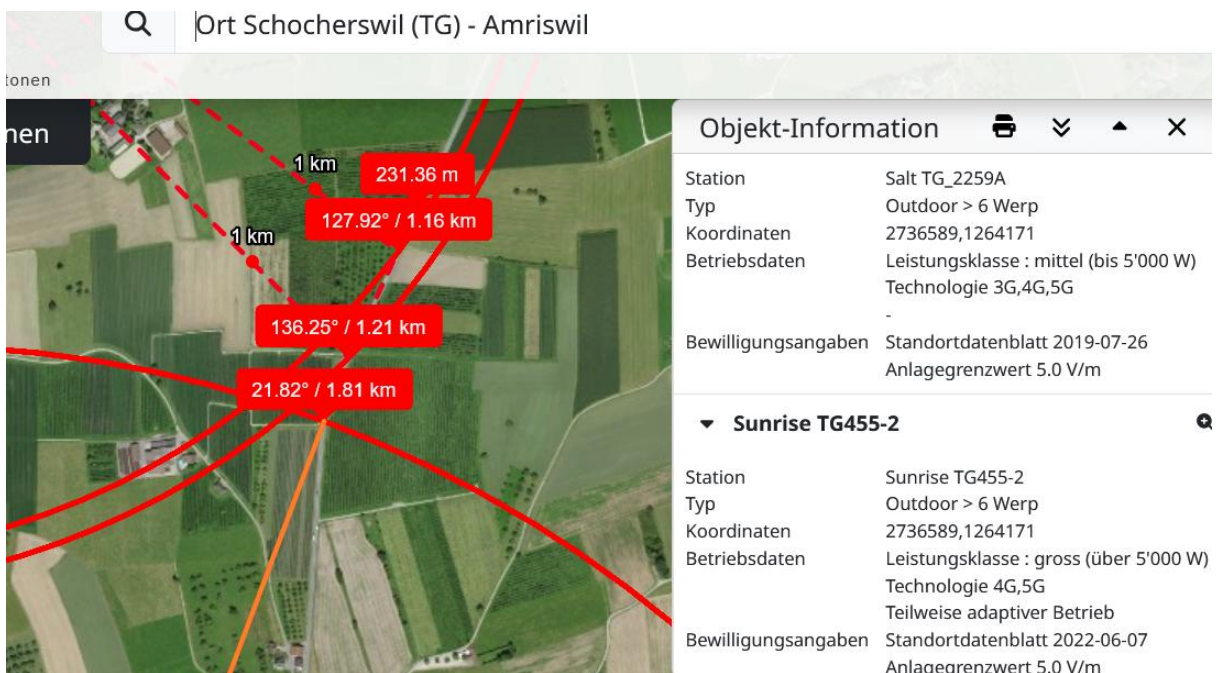 Ort Schocherswil (TG) - Amriswil
tonen
nen
1 km
231.36 m
127.92° / 1.16 km
1 km
136.25° / 1.21 km
21.82° / 1.81 km
Objekt-Information
Station Salt TG_2259A
Typ Outdoor > 6 Werp
Koordinaten 2736589,1264171
Betriebsdaten Leistungsklasse : mittel (bis 5'000 W)
Technologie 3G,4G,5G
-
Bewilligungsangaben Standortdatenblatt 2019-07-26
Anlagegrenzwert 5.0 V/m
Sunrise TG455-2
Station Sunrise TG455-2
Typ Outdoor > 6 Werp
Koordinaten 2736589,1264171
Betriebsdaten Leistungsklasse : gross (über 5'000 W)
Technologie 4G,5G
Teilweise adaptiver Betrieb
Bewilligungsangaben Standortdatenblatt 2022-06-07
Anlagegrenzwert 5.0 V/m